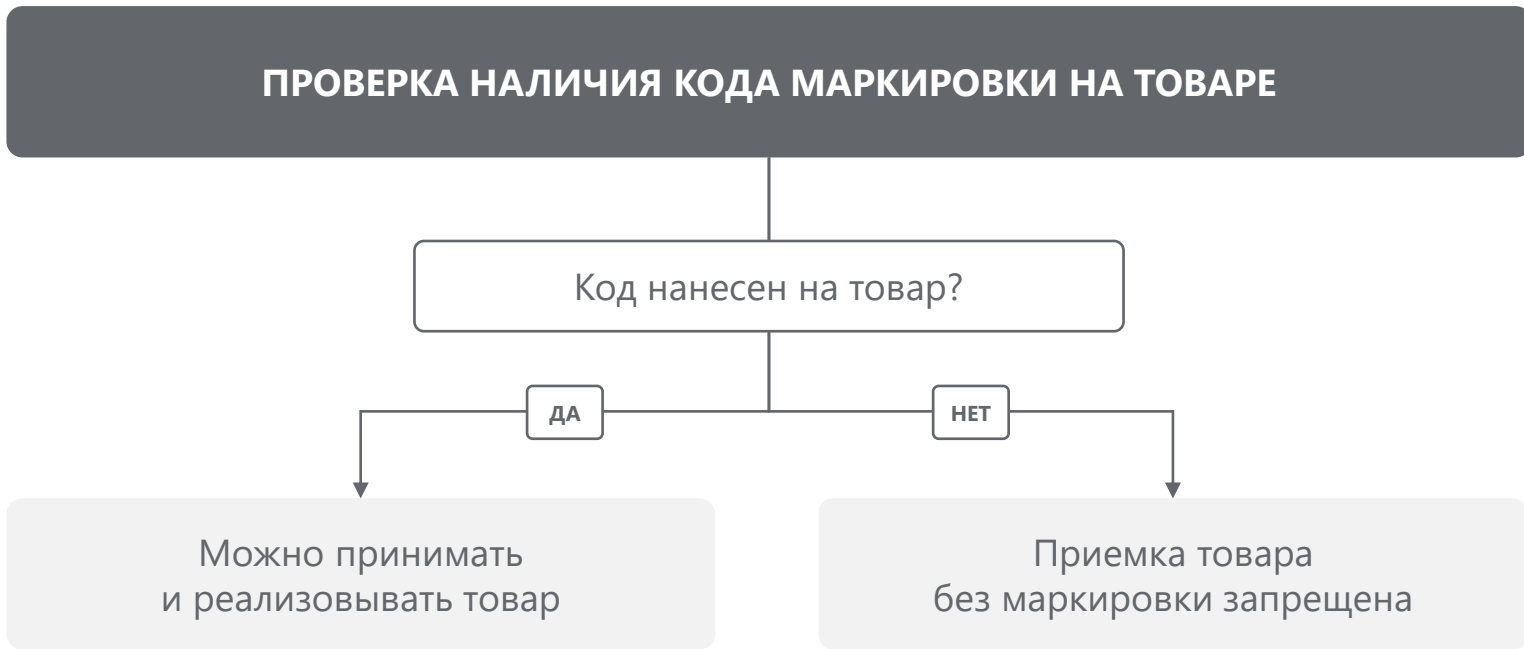 ПРОВЕРКА НАЛИЧИЯ КОДА МАРКИРОВКИ НА ТОВАРЕ
Код нанесен на товар?
ДА
НЕТ
Можно принимать
и реализовывать товар
Приемка товара
без маркировки запрещена